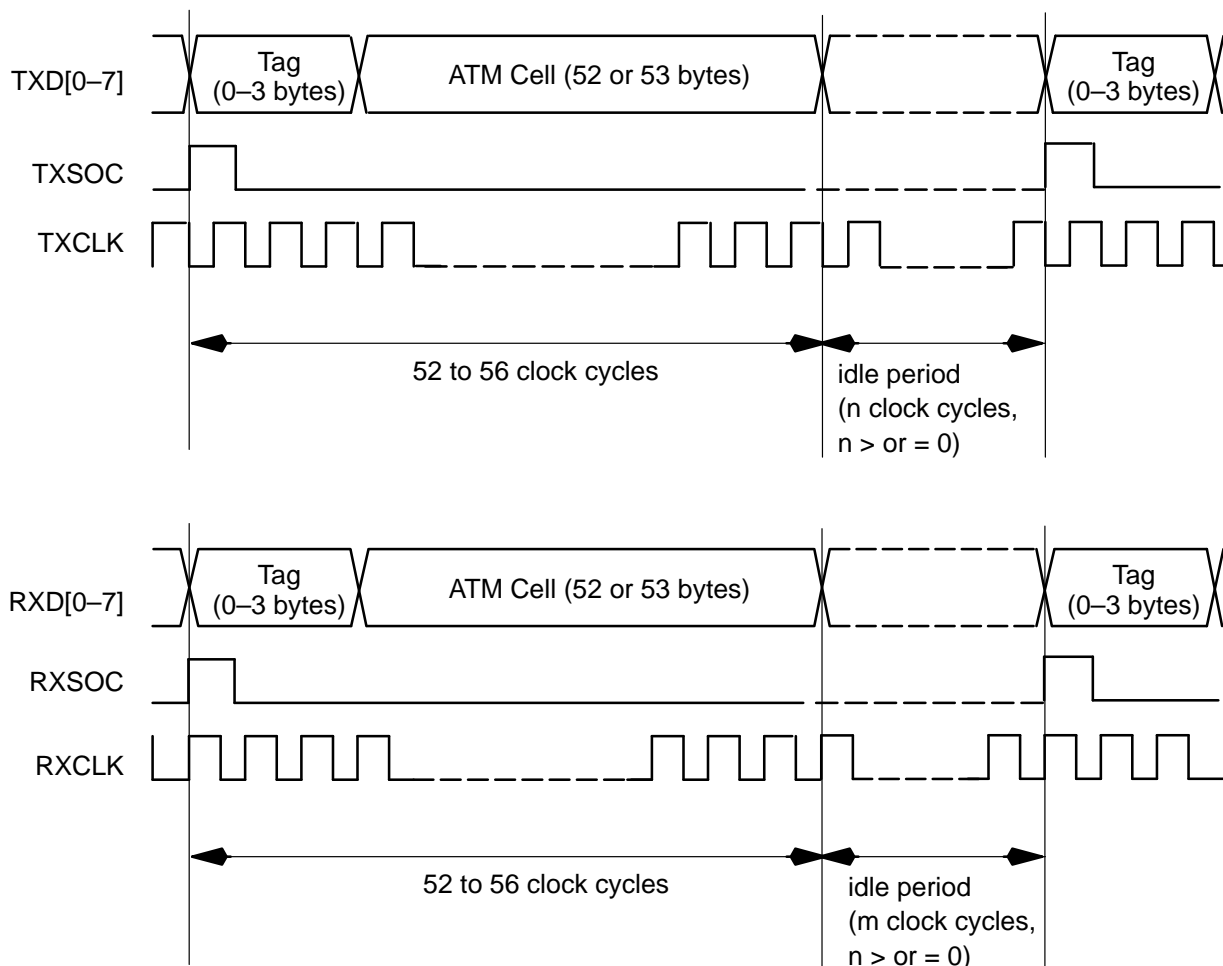 TXD[0–7]
Tag
(0–3 bytes)
ATM Cell (52 or 53 bytes)
Tag
(0–3 bytes)
TXSOC
TXCLK
52 to 56 clock cycles
idle period
(n clock cycles,
n > or = 0)
RXD[0–7]
Tag
(0–3 bytes)
ATM Cell (52 or 53 bytes)
Tag
(0–3 bytes)
RXSOC
RXCLK
52 to 56 clock cycles
idle period
(m clock cycles,
n > or = 0)